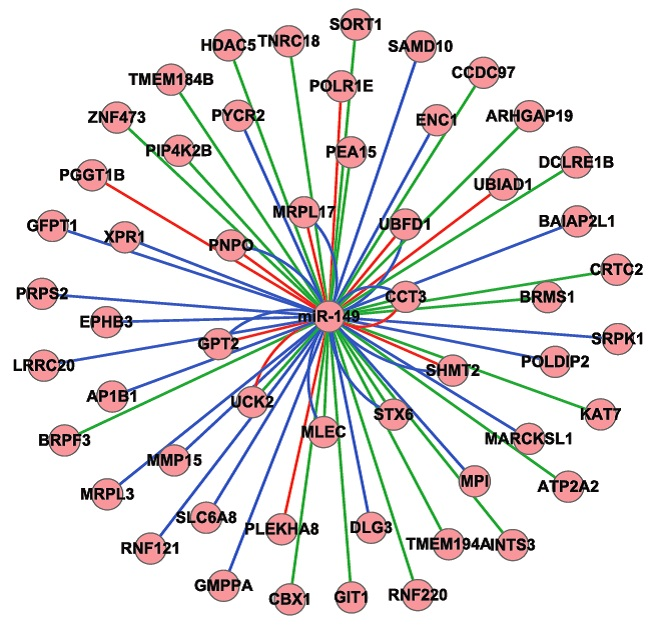 SORT1
HDAC5
TNRC18
SAMD10
CCDC97
TMEM184B
POLR1E
ZNF473
PYCR2
ENC1
ARHGAP19
PIP4K2B
PEA15
DCLRE1B
PGGT1B
UBIAD1
MRPL17
GFPT1
XPR1
PNPO
UBFD1
BAIAP2L1
CRTC2
PRPS2
CCT3
BRMS1
EPHB3
miR-149
SRPK1
LRRC20
GPT2
SHMT2
POLDIP2
AP1B1
UCK2
STX6
KAT7
BRPF3
MLEC
MARCKSL1
MMP15
MRPL3
MPI
ATP2A2
SLC6A8
PLEKHA8
DLG3
RNF121
TMEM194A
INTS3
GMPPA
CBX1
GIT1
RNF220